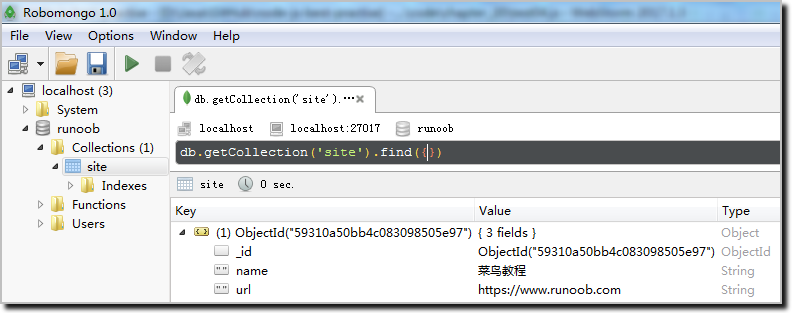 Robomongo 1.0
File View Options Window Help
localhost (3)
System
runoob
Collections (1)
site
Indexes
Functions
Users
db.getCollection('site').…
localhost localhost:27017 runoob
db.getCollection('site').find({})
site 0 sec.
Key Value Type
(1) ObjectId("59310a50bb4c083098505e97") { 3 fields } Object
_id ObjectId("59310a50bb4c083098505e97") ObjectId
name 菜鸟教程 String
url https://www.runoob.com String